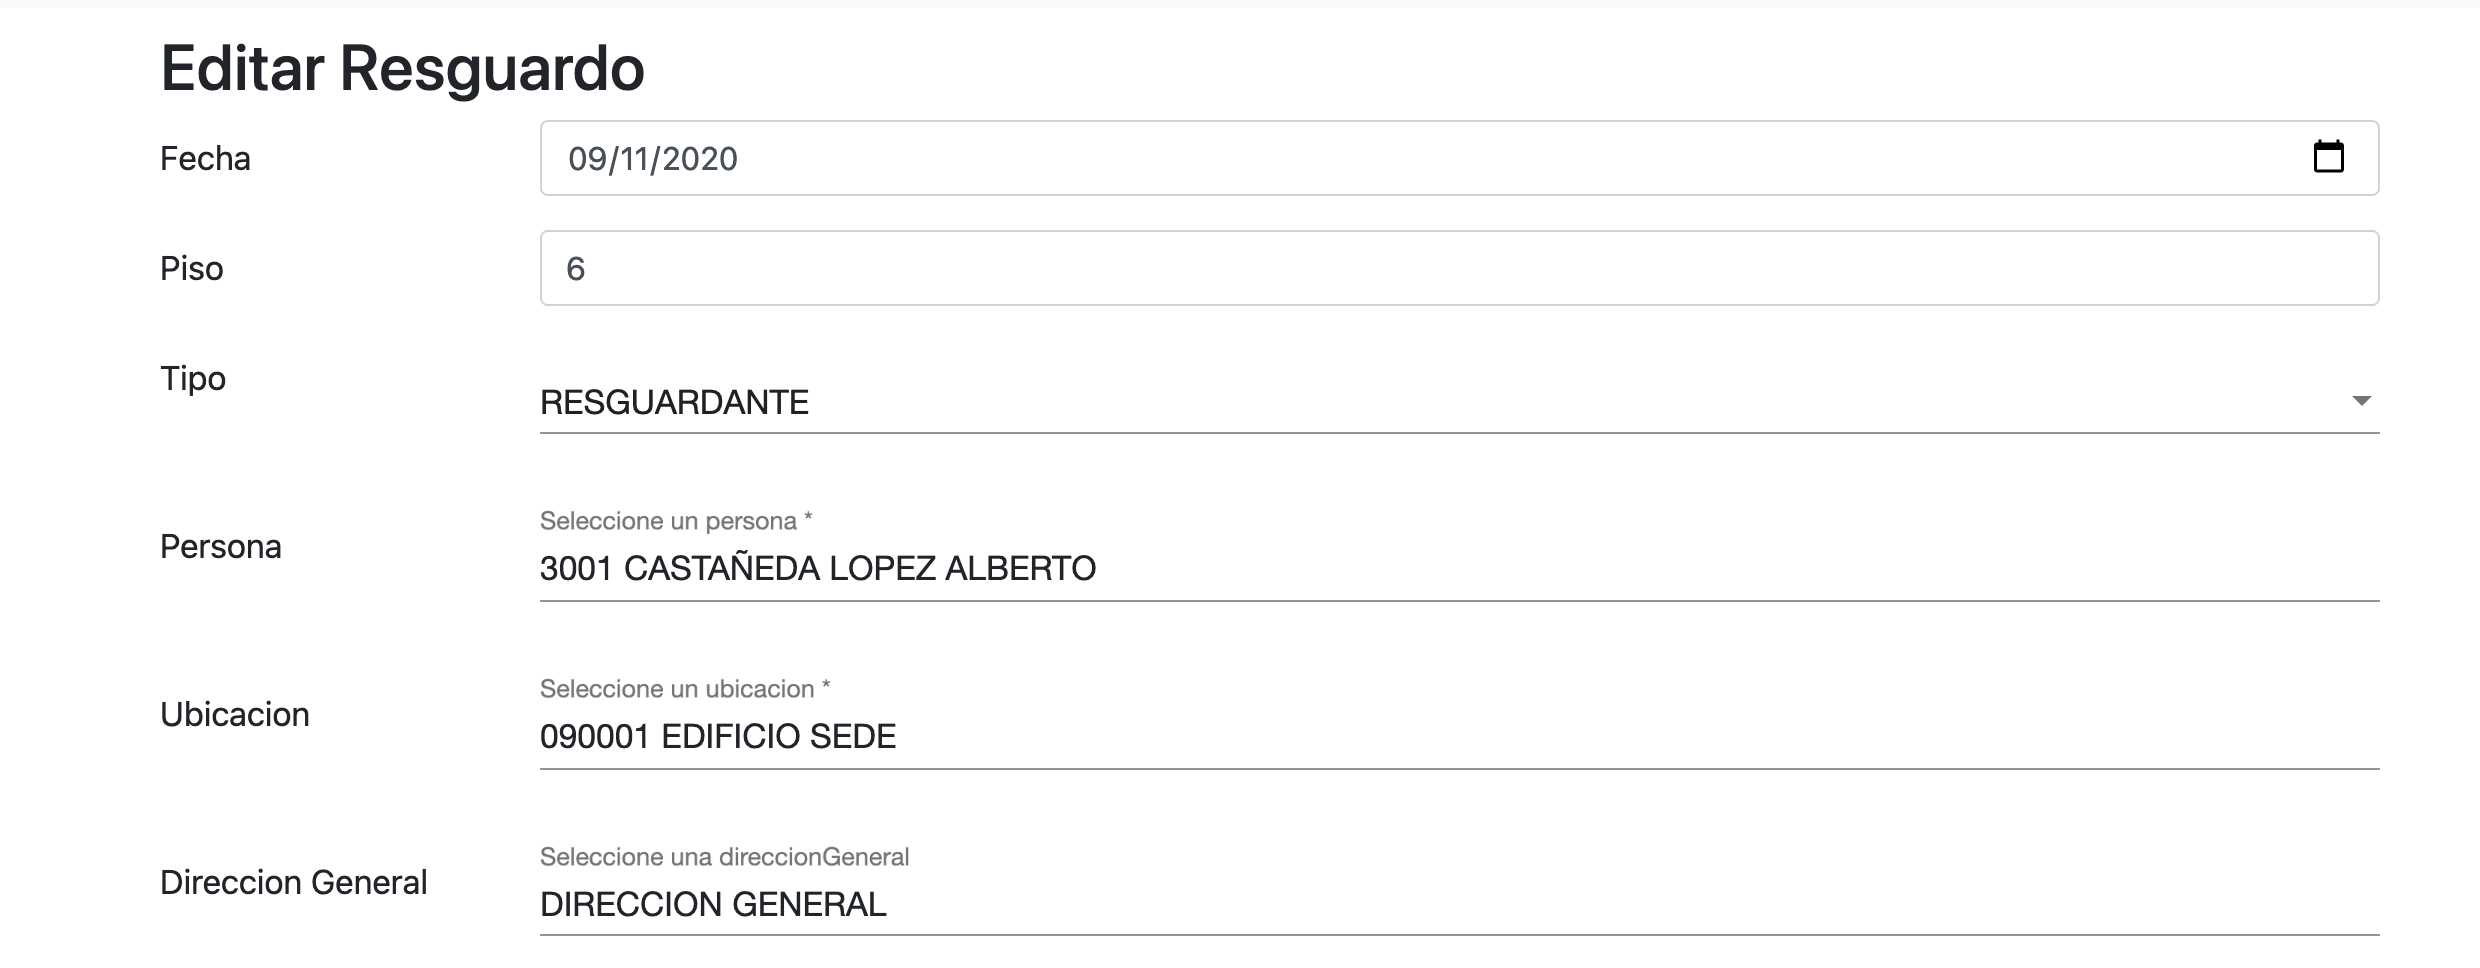 Editar Resguardo
Fecha
09/11/2020
Piso
6
Tipo
RESGUARDANTE
Persona
Seleccione un persona *
3001 CASTAÑEDA LOPEZ ALBERTO
Ubicacion
Seleccione un ubicacion *
090001 EDIFICIO SEDE
Direccion General
Seleccione una direccionGeneral
DIRECCION GENERAL